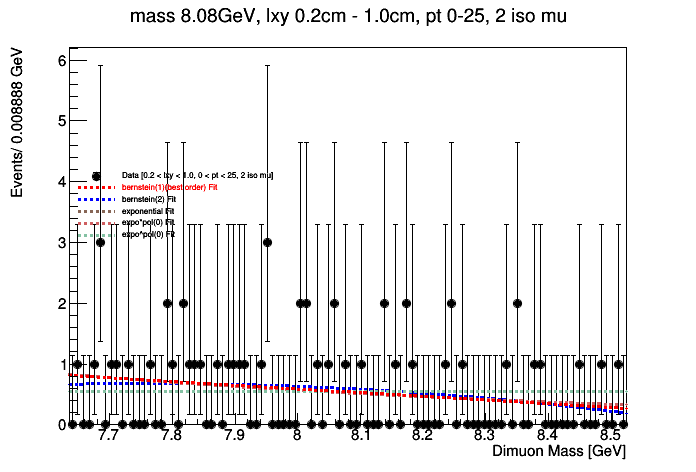 mass 8.08GeV, lxy 0.2cm - 1.0cm, pt 0-25, 2 iso mu
Events/ 0.008888 GeV
6
5
4
3
2
1
0
Data [0.2 < lxy < 1.0, 0 < pt < 25, 2 iso mu]
bernstein(1)(best order) Fit
bernstein(2) Fit
exponential Fit
expo*pol(0) Fit
expo^pol(0) Fit
7.7 7.8 7.9 8 8.1 8.2 8.3 8.4 8.5
Dimuon Mass [GeV]